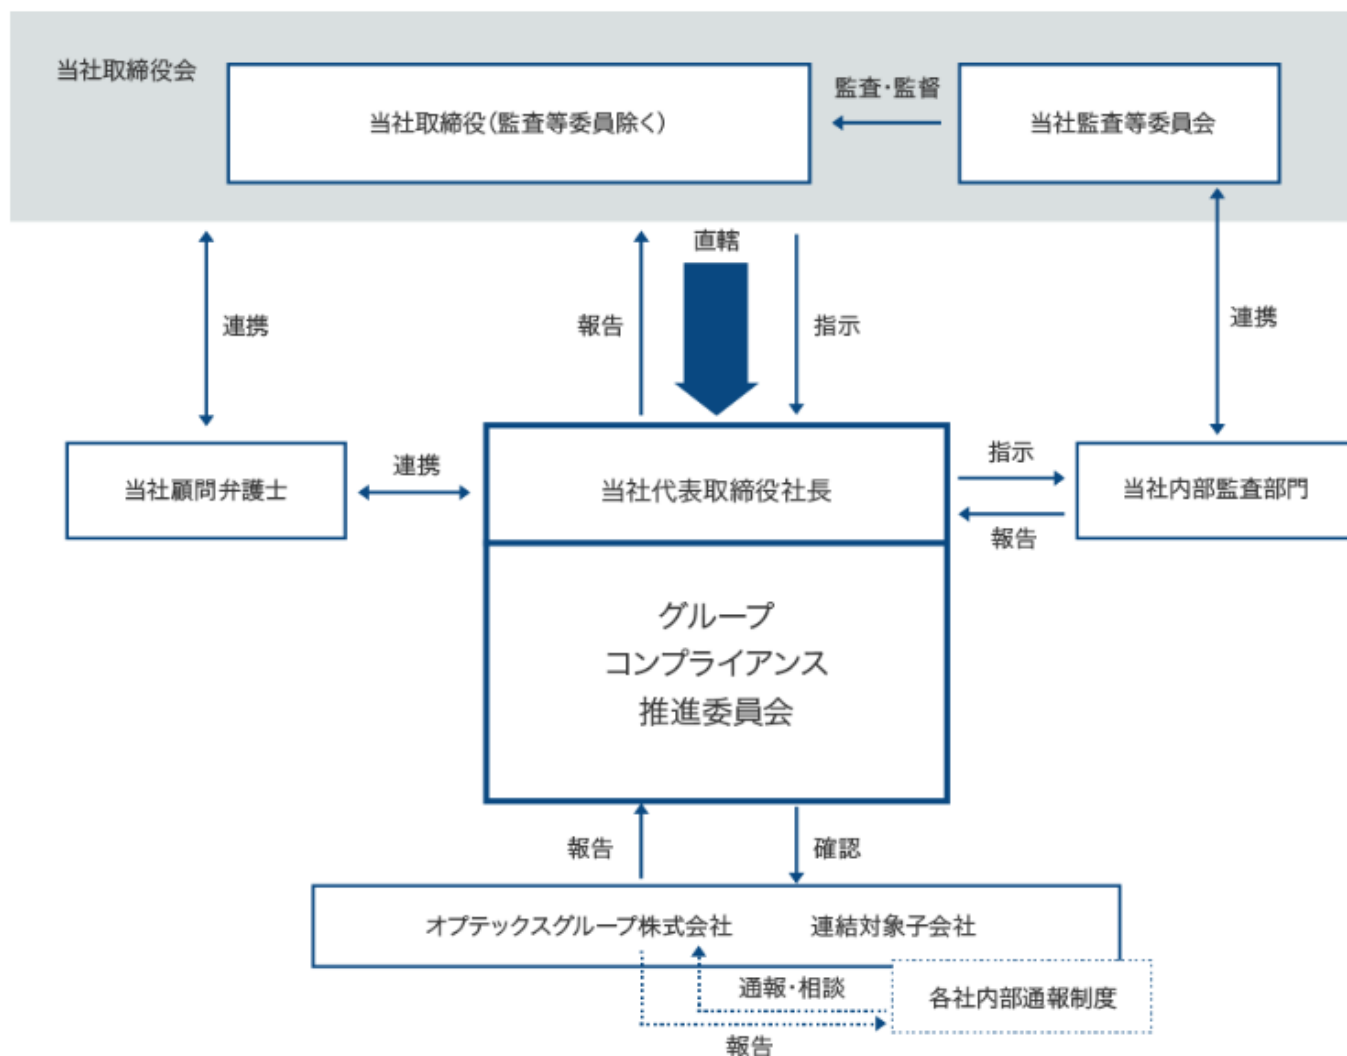 当社取締役会
当社取締役(監査等委員除く)
監査・監督
当社監査等委員会
直轄
連携
報告
指示
連携
当社顧問弁護士
連携
当社代表取締役社長
指示
報告
当社内部監査部門
グループ
コンプライアンス
推進委員会
報告
確認
オプテックスグループ株式会社
連結対象子会社
通報・相談
各社内部通報制度
報告